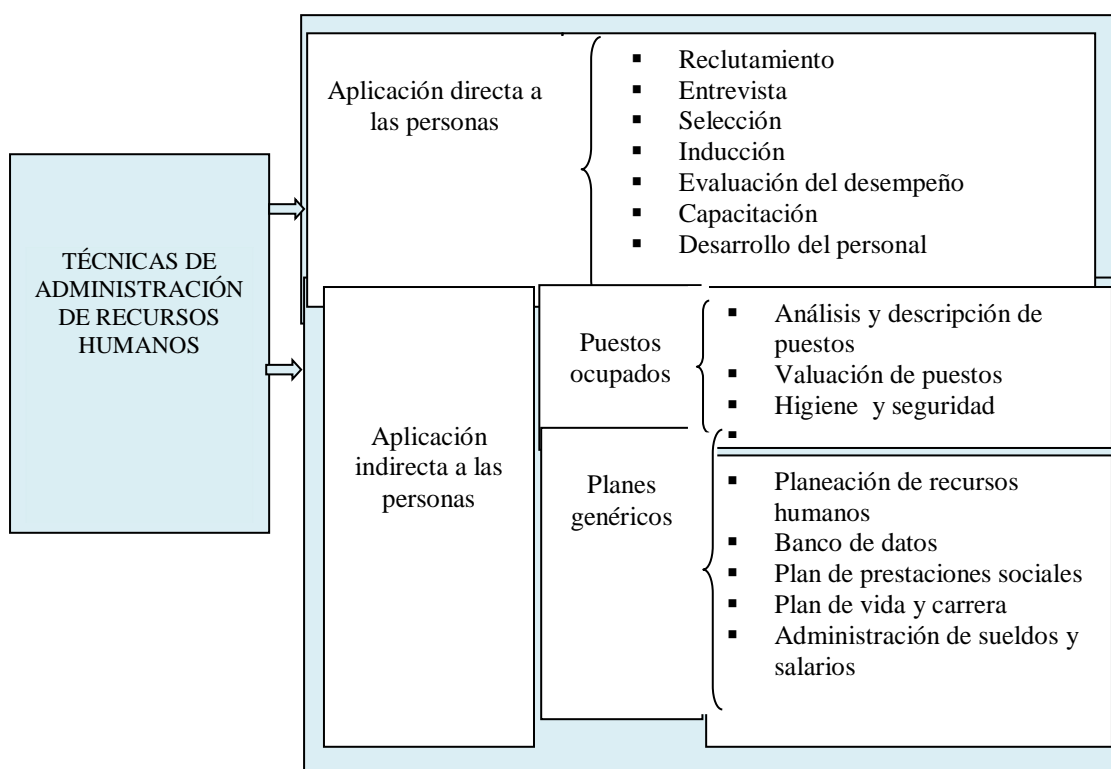 TÉCNICAS DE
ADMINISTRACIÓN
DE RECURSOS
HUMANOS
Aplicación directa a
las personas
▪ Reclutamiento
▪ Entrevista
▪ Selección
▪ Inducción
▪ Evaluación del desempeño
▪ Capacitación
▪ Desarrollo del personal
Aplicación
indirecta a las
personas
Puestos
ocupados
▪ Análisis y descripción de
puestos
▪ Valuación de puestos
▪ Higiene y seguridad
▪
Planes
genéricos
▪ Planeación de recursos
humanos
▪ Banco de datos
▪ Plan de prestaciones sociales
▪ Plan de vida y carrera
▪ Administración de sueldos y
salarios